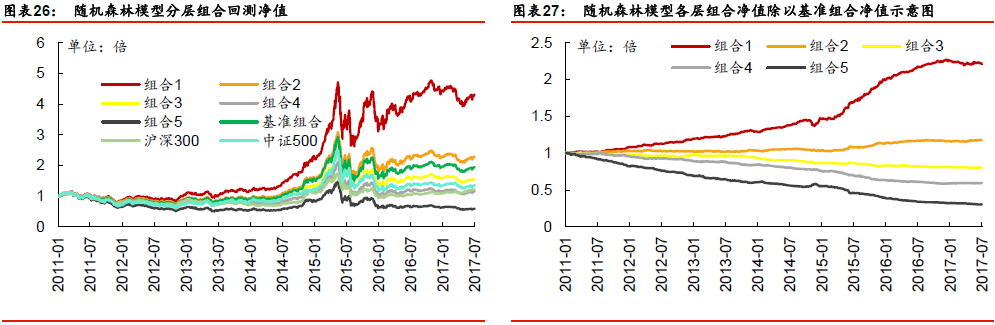 图表26： 随机森林模型分层组合回测净值
单位：倍
组合1
组合2
组合3
组合4
组合5
基准组合
沪深300
中证500
6
5
4
3
2
1
0
2011-01
2011-07
2012-01
2012-07
2013-01
2013-07
2014-01
2014-07
2015-01
2015-07
2016-01
2016-07
2017-01
2017-07
图表27： 随机森林模型各层组合净值除以基准组合净值示意图
单位：倍
组合1
组合2
组合3
组合4
组合5
2.5
2
1.5
1
0.5
0
2011-01
2011-07
2012-01
2012-07
2013-01
2013-07
2014-01
2014-07
2015-01
2015-07
2016-01
2016-07
2017-01
2017-07